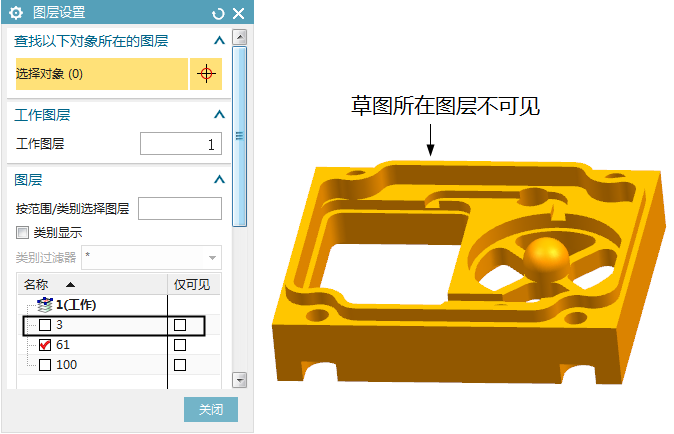 图层设置
查找以下对象所在的图层
选择对象 (0)
工作图层
工作图层 1
图层
按范围/类别选择图层
类别显示
类别过滤器 *
名称 仅可见
1(工作)
3
61
100
关闭
草图所在图层不可见